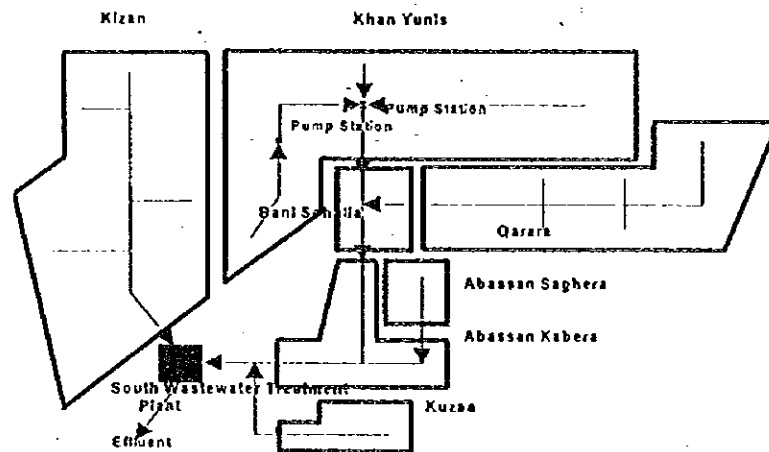 Kizan
Khan Yunis
Pump Station
Pump Station
Bani Sahaila
Qarara
Abassan Saghera
Abassan Kabera
South Wastewater Treatment
Plant
Kuzaa
Effluent